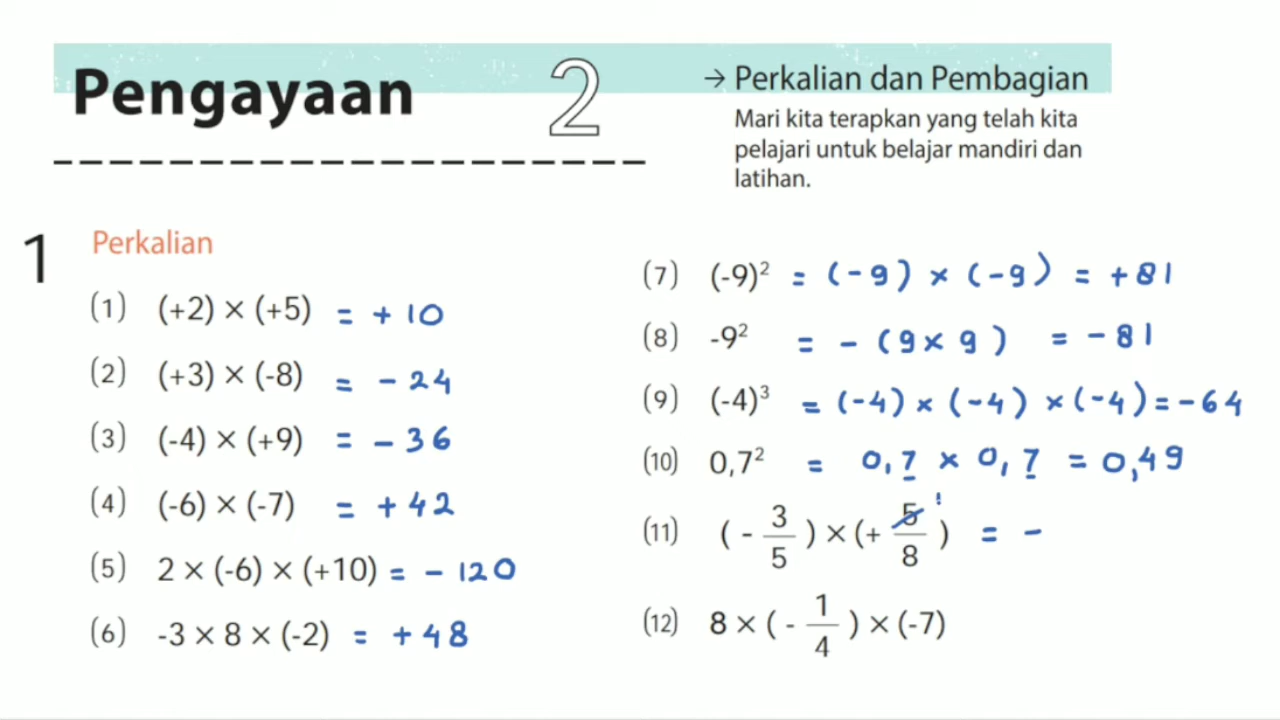 Pengayaan 2
→ Perkalian dan Pembagian
Mari kita terapkan yang telah kita
pelajari untuk belajar mandiri dan
latihan.
1 Perkalian
(1) (+2) × (+5) = + 10
(2) (+3) × (-8) = - 24
(3) (-4) × (+9) = - 36
(4) (-6) × (-7) = + 42
(5) 2 × (-6) × (+10) = - 120
(6) -3 × 8 × (-2) = + 48
(7) (-9)² = (-9) × (-9) = + 81
(8) -9² = - (9 × 9) = - 81
(9) (-4)³ = (-4) × (-4) × (-4) = - 64
(10) 0,7² = 0,7 × 0,7 = 0,49
(11) (- 3/5) × (+ 5/8) = -
(12) 8 × (- 1/4) × (-7)